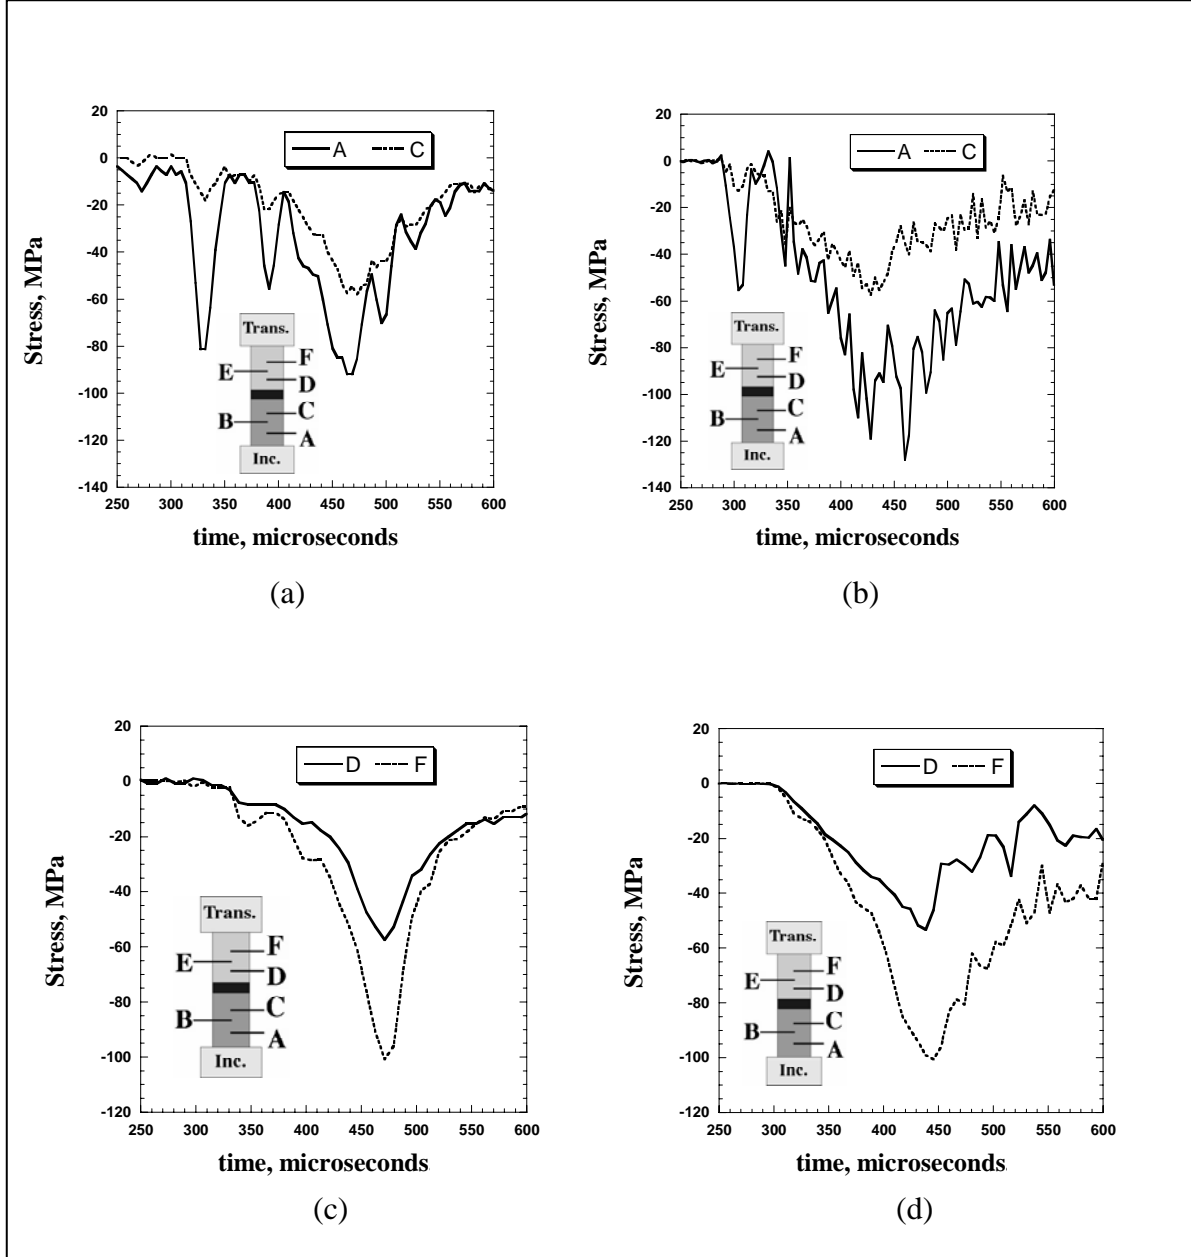 20
0
-20
-40
-60
-80
-100
-120
-140
250 300 350 400 450 500 550 600
Stress, MPa
time, microseconds
A C
Trans.
F
E
D
C
B
A
Inc.
(a)
20
0
-20
-40
-60
-80
-100
-120
-140
250 300 350 400 450 500 550 600
Stress, MPa
time, microseconds
A C
Trans.
F
E
D
C
B
A
Inc.
(b)
20
0
-20
-40
-60
-80
-100
-120
250 300 350 400 450 500 550 600
Stress, MPa
time, microseconds
D F
Trans.
F
E
D
C
B
A
Inc.
(c)
20
0
-20
-40
-60
-80
-100
-120
250 300 350 400 450 500 550 600
Stress, MPa
time, microseconds
D F
Trans.
F
E
D
C
B
A
Inc.
(d)